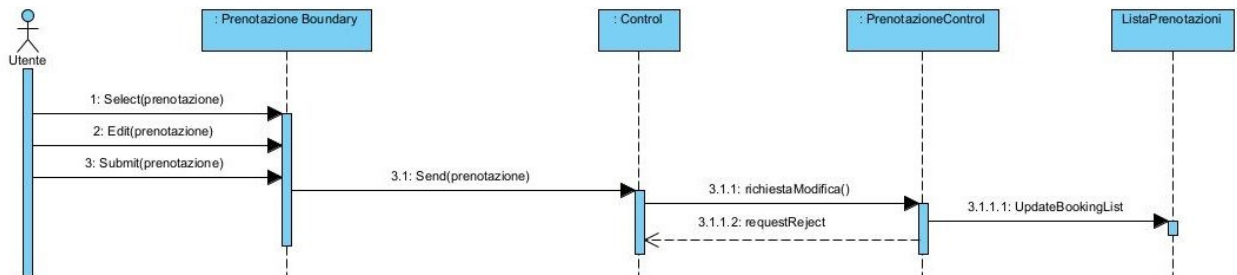 : Prenotazione Boundary
: Control
: PrenotazioneControl
ListaPrenotazioni
Utente
1: Select(prenotazione)
2: Edit(prenotazione)
3: Submit(prenotazione)
3.1: Send(prenotazione)
3.1.1: richiestaModifica()
3.1.1.1: UpdateBookingList
3.1.1.2: requestReject